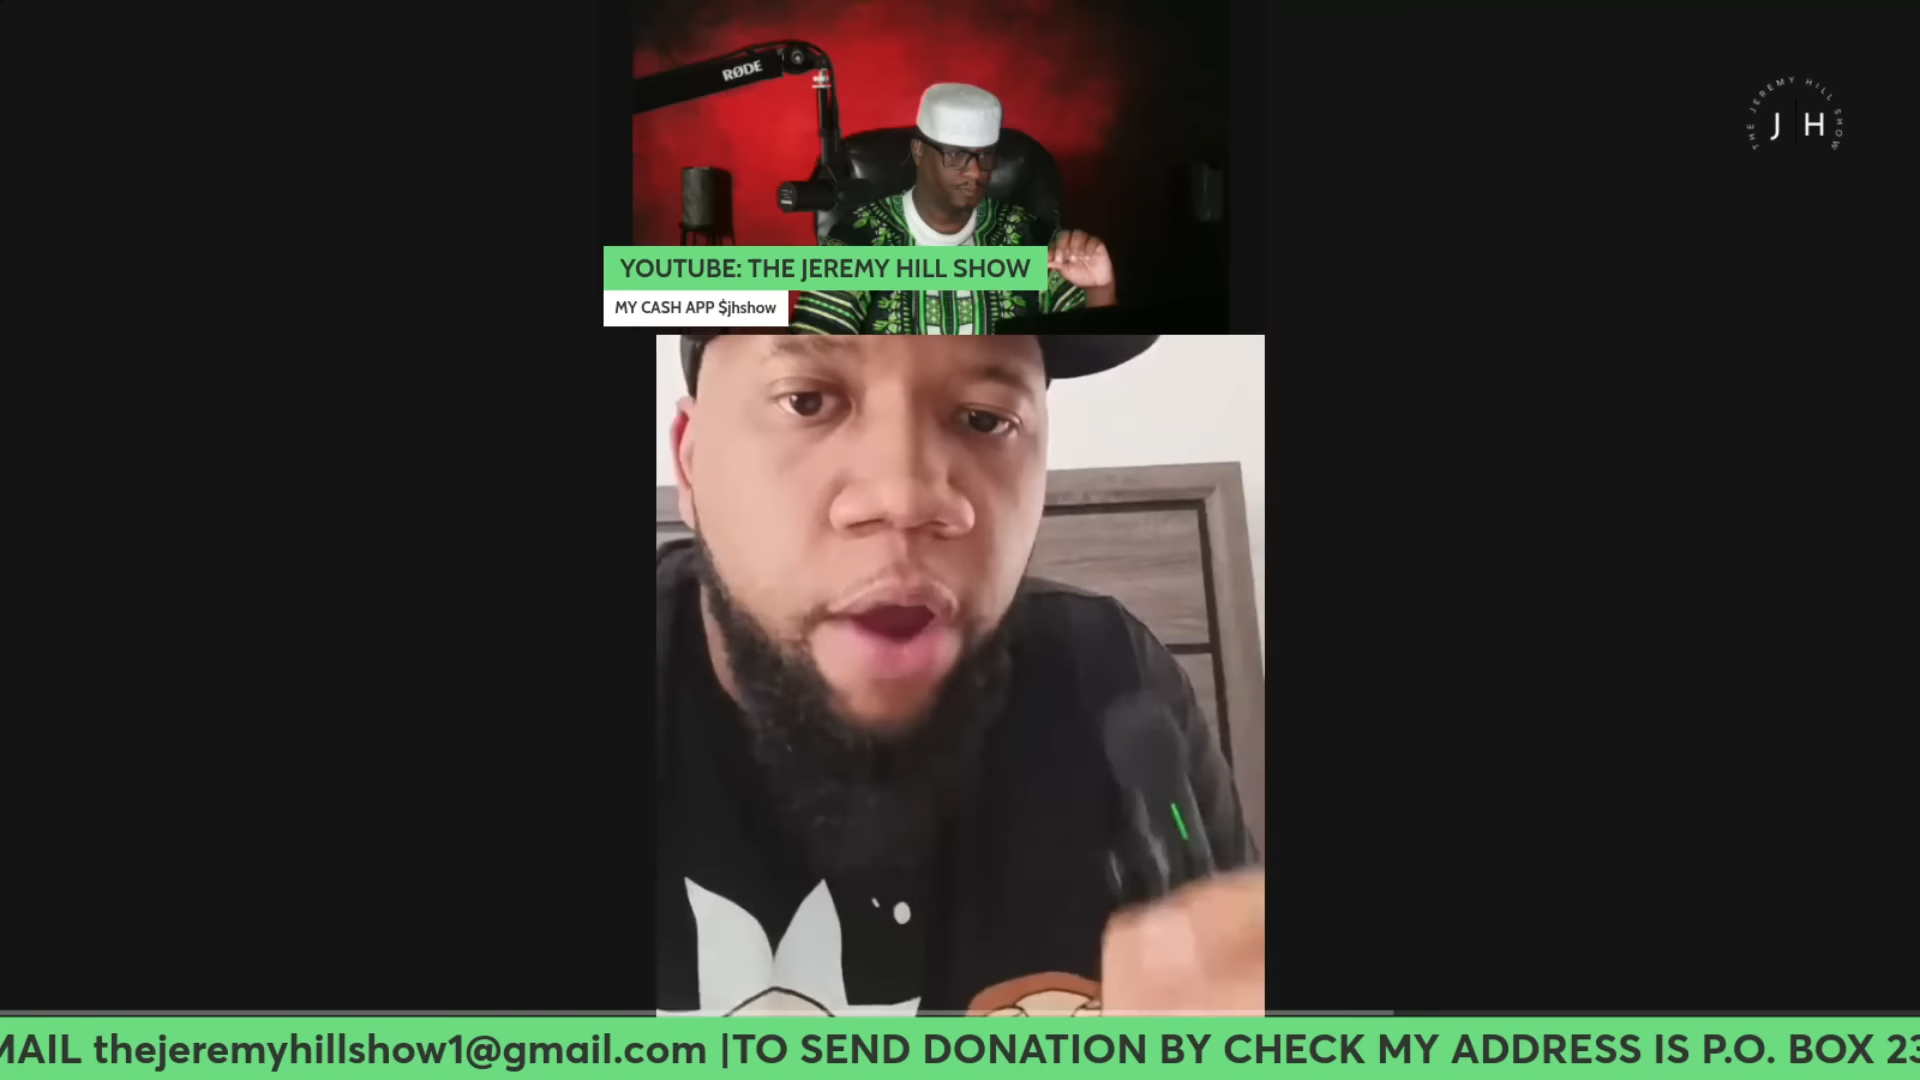 RØDE
THE JEREMY HILL SHOW
J H
YOUTUBE: THE JEREMY HILL SHOW
MY CASH APP $jhshow
MAIL thejeremyhillshow1@gmail.com |TO SEND DONATION BY CHECK MY ADDRESS IS P.O. BOX 23